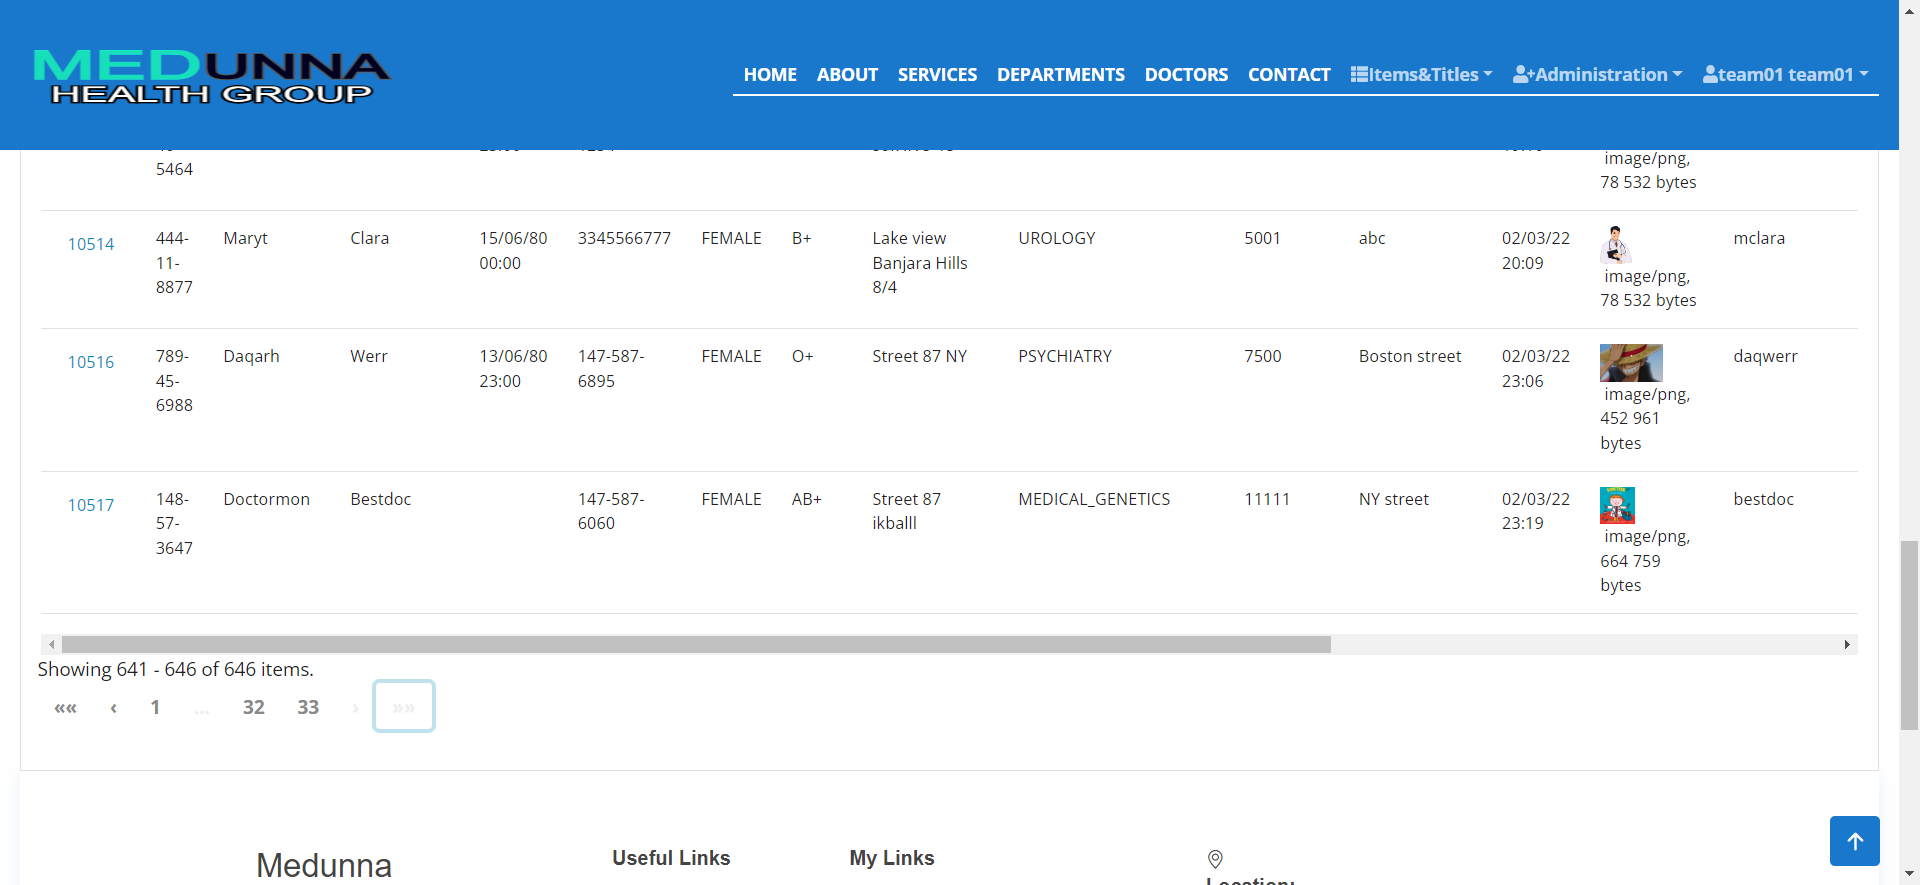 MEDUNNA
HEALTH GROUP
HOME ABOUT SERVICES DEPARTMENTS DOCTORS CONTACT Items&Titles Administration team01 team01
5464
image/png,
78 532 bytes
10514 444- Maryt Clara 15/06/80 3345566777 FEMALE B+ Lake view UROLOGY 5001 abc 02/03/22 mclara
11- 00:00 Banjara Hills 20:09
8877 8/4 image/png,
78 532 bytes
10516 789- Daqarh Werr 13/06/80 147-587- FEMALE O+ Street 87 NY PSYCHIATRY 7500 Boston street 02/03/22 daqwerr
45- 23:00 6895 23:06
6988 image/png,
452 961
bytes
10517 148- Doctormon Bestdoc 147-587- FEMALE AB+ Street 87 MEDICAL_GENETICS 11111 NY street 02/03/22 bestdoc
57- 6060 ikballl 23:19
3647 image/png,
664 759
bytes
Showing 641 - 646 of 646 items.
«« ‹ 1 ... 32 33 › »»
Medunna Useful Links My Links
Location: